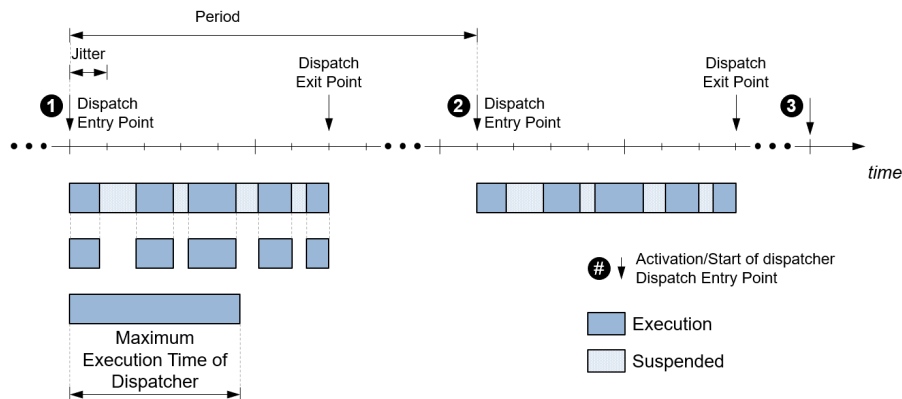 Period
Jitter
1
Dispatch
Entry Point
Dispatch
Exit Point
2
Dispatch
Entry Point
Dispatch
Exit Point
3
time
Maximum
Execution Time of
Dispatcher
#
Activation/Start of dispatcher
Dispatch Entry Point
Execution
Suspended